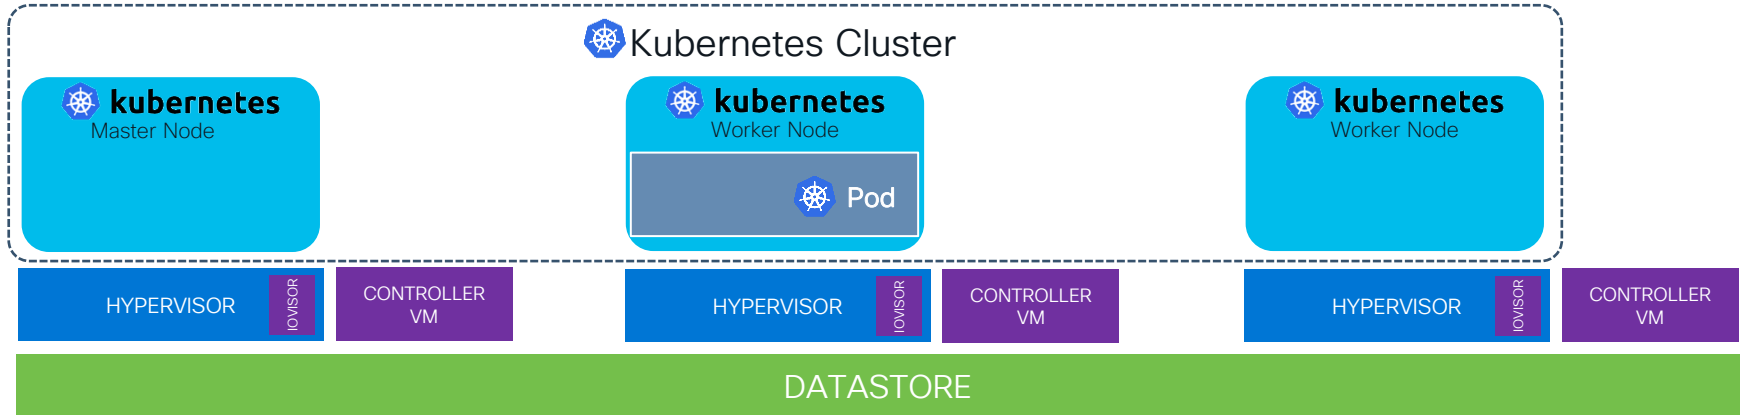 Kubernetes Cluster
kubernetes
Master Node
kubernetes
Worker Node
Pod
kubernetes
Worker Node
HYPERVISOR
IOVISOR
CONTROLLER
VM
HYPERVISOR
IOVISOR
CONTROLLER
VM
HYPERVISOR
IOVISOR
CONTROLLER
VM
DATASTORE